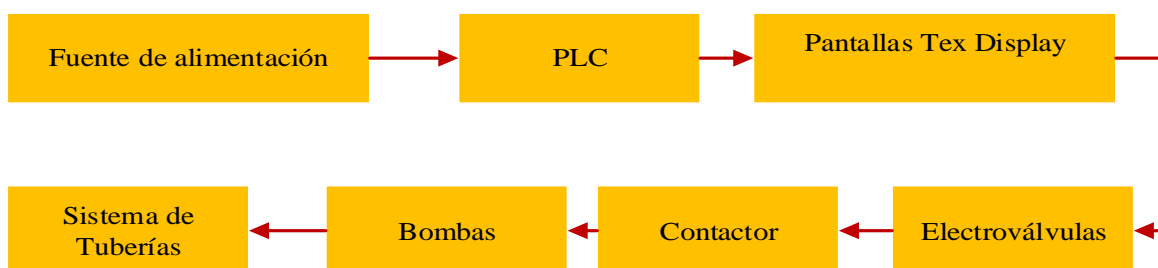 Fuente de alimentación
PLC
Pantallas Tex Display
Sistema de
Tuberías
Bombas
Contactor
Electroválvulas